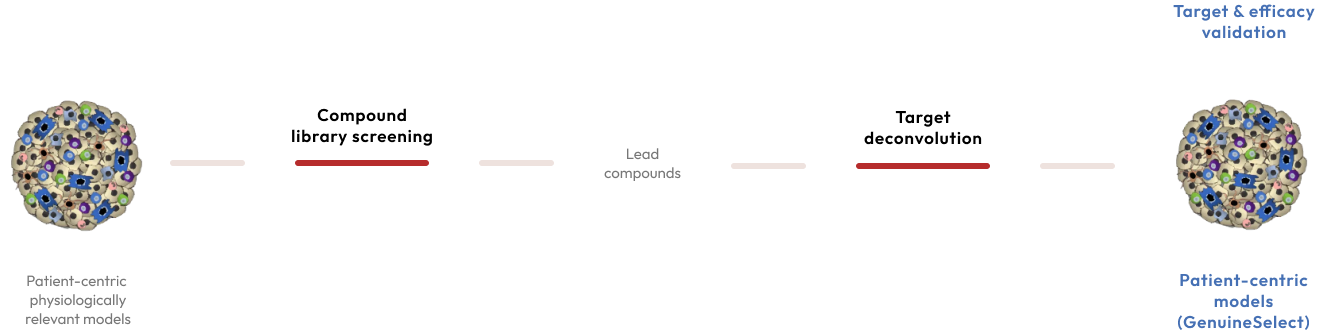 Patient-centric
physiologically
relevant models
Compound
library screening
Lead
compounds
Target
deconvolution
Target & efficacy
validation
Patient-centric
models
(GenuineSelect)